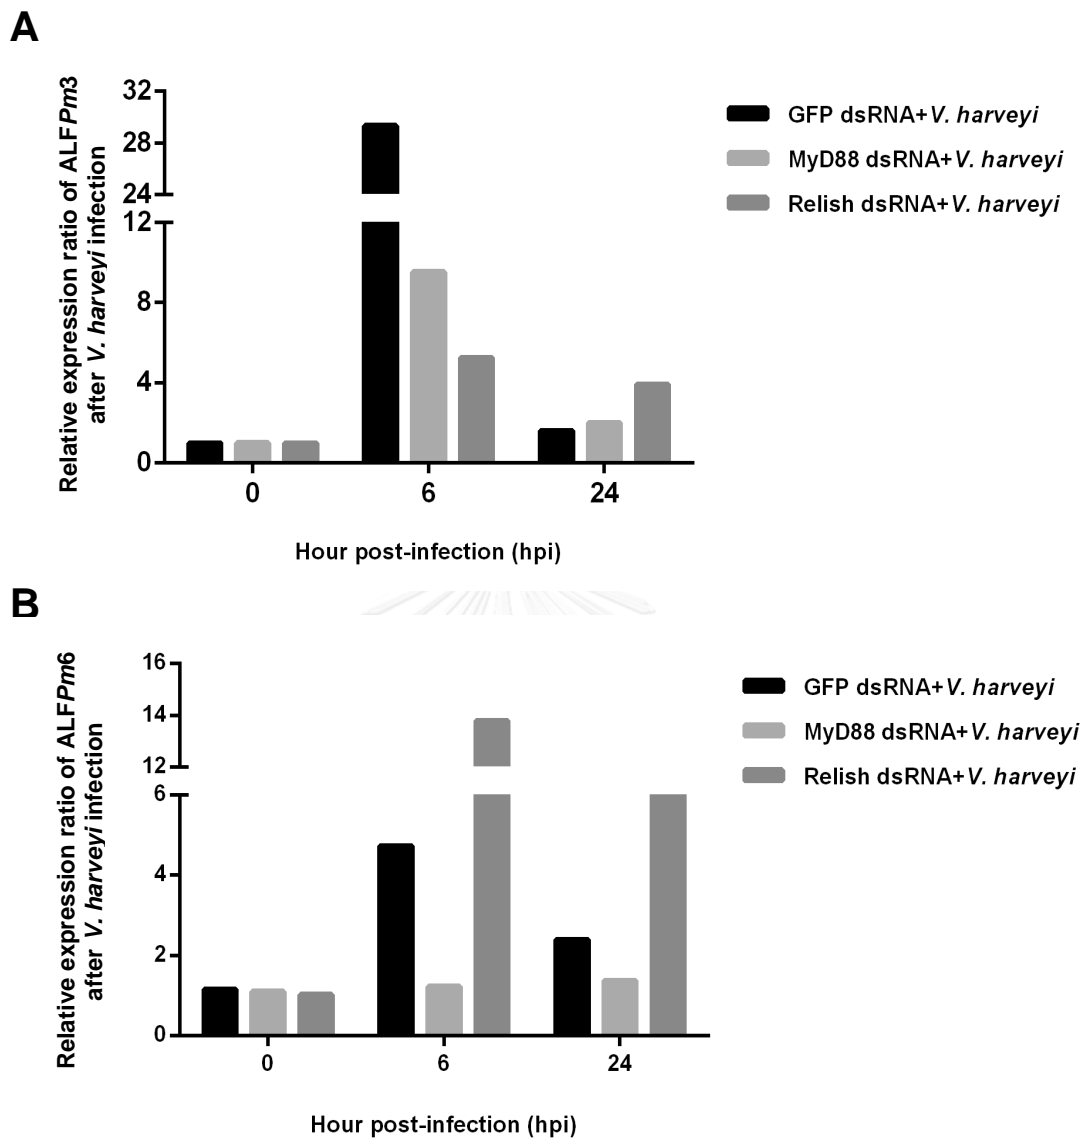 A
Relative expression ratio of ALFPm3
after V. harveyi infection
32
28
24
12
8
4
0
0 6 24
Hour post-infection (hpi)
GFP dsRNA+V. harveyi
MyD88 dsRNA+V. harveyi
Relish dsRNA+V. harveyi
B
Relative expression ratio of ALFPm6
after V. harveyi infection
16
14
12
6
4
2
0
0 6 24
Hour post-infection (hpi)
GFP dsRNA+V. harveyi
MyD88 dsRNA+V. harveyi
Relish dsRNA+V. harveyi